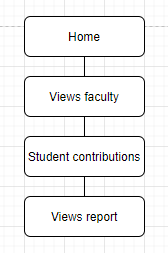 Home
Views faculty
Student contributions
Views report